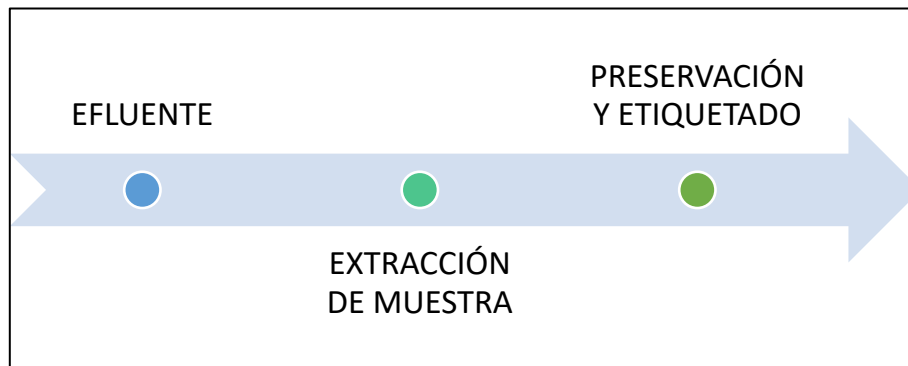 EFLUENTE
EXTRACCIÓN
DE MUESTRA
PRESERVACIÓN
Y ETIQUETADO